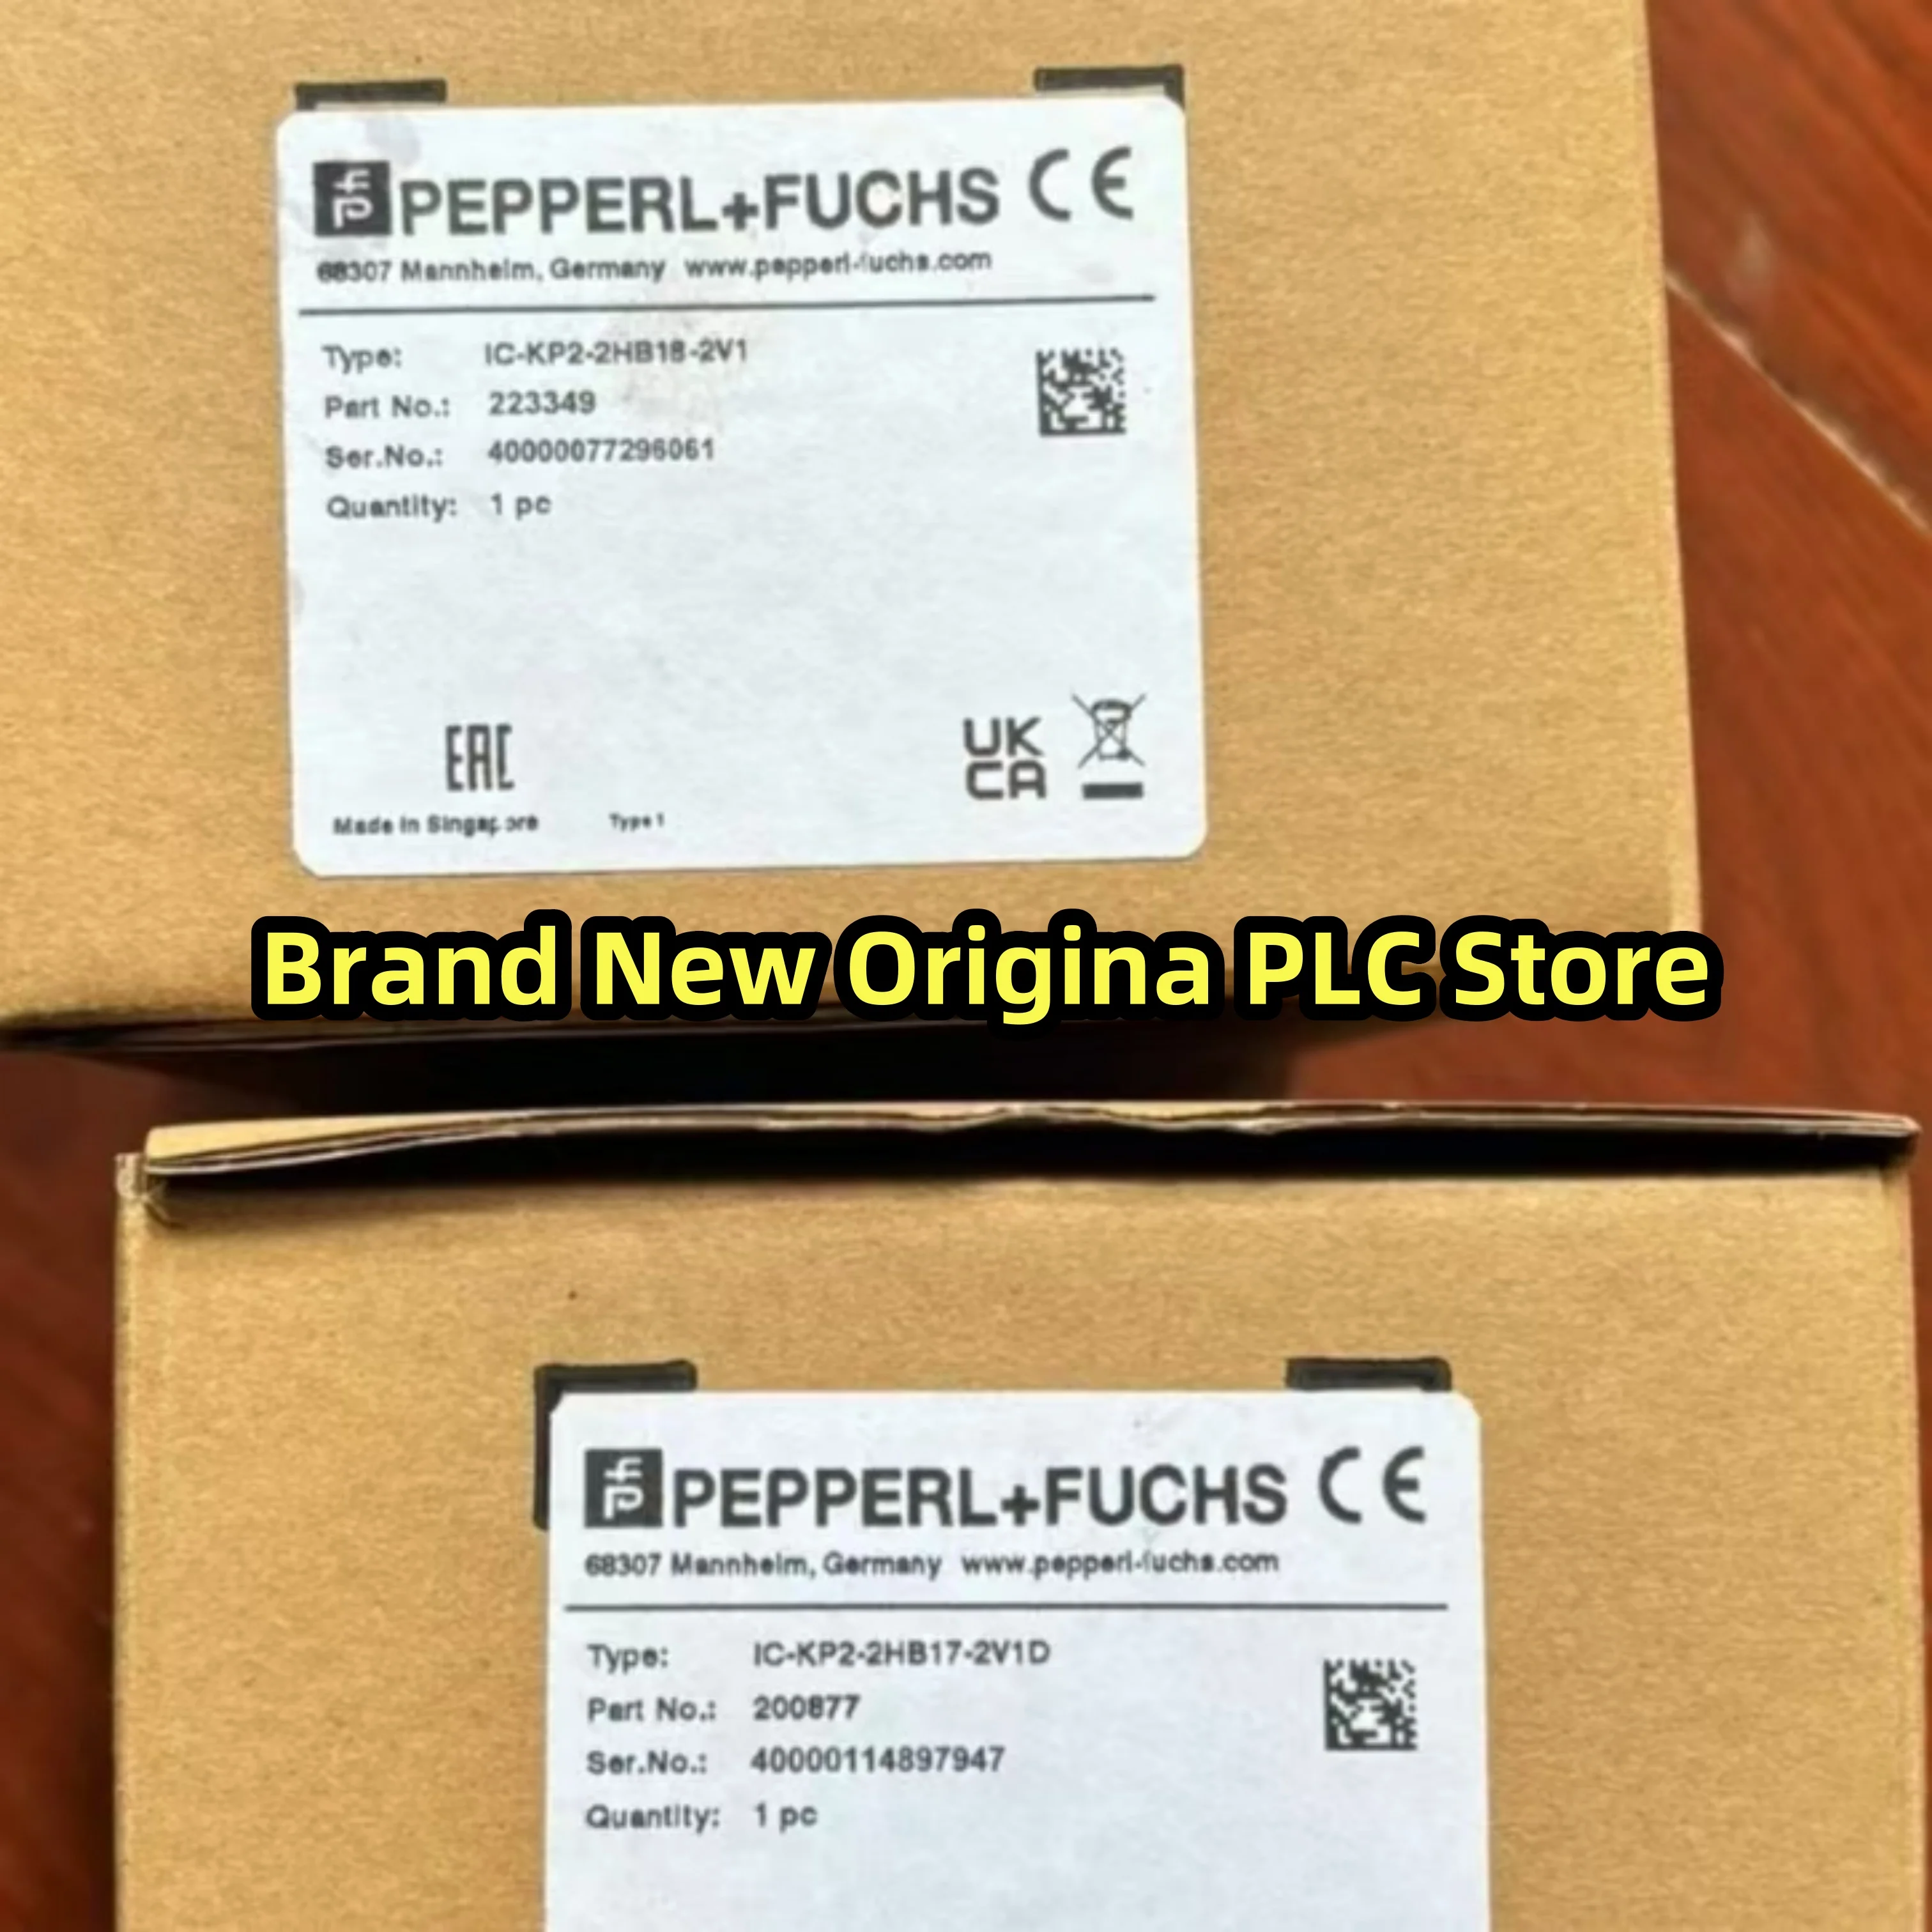 PEPPERL+FUCHS CE
68307 Mannheim, Germany www.pepperl-fuchs.com
Type: IC-KP2-2HB18-2V1
Part No.: 223349
Ser.No.: 40000077296061
Quantity: 1 pc
EAC
UK
CA
Made in Singapore Type 1
Brand New Origina PLC Store
PEPPERL+FUCHS CE
68307 Mannheim, Germany www.pepperl-fuchs.com
Type: IC-KP2-2HB17-2V1D
Part No.: 200877
Ser.No.: 40000114897947
Quantity: 1 pc